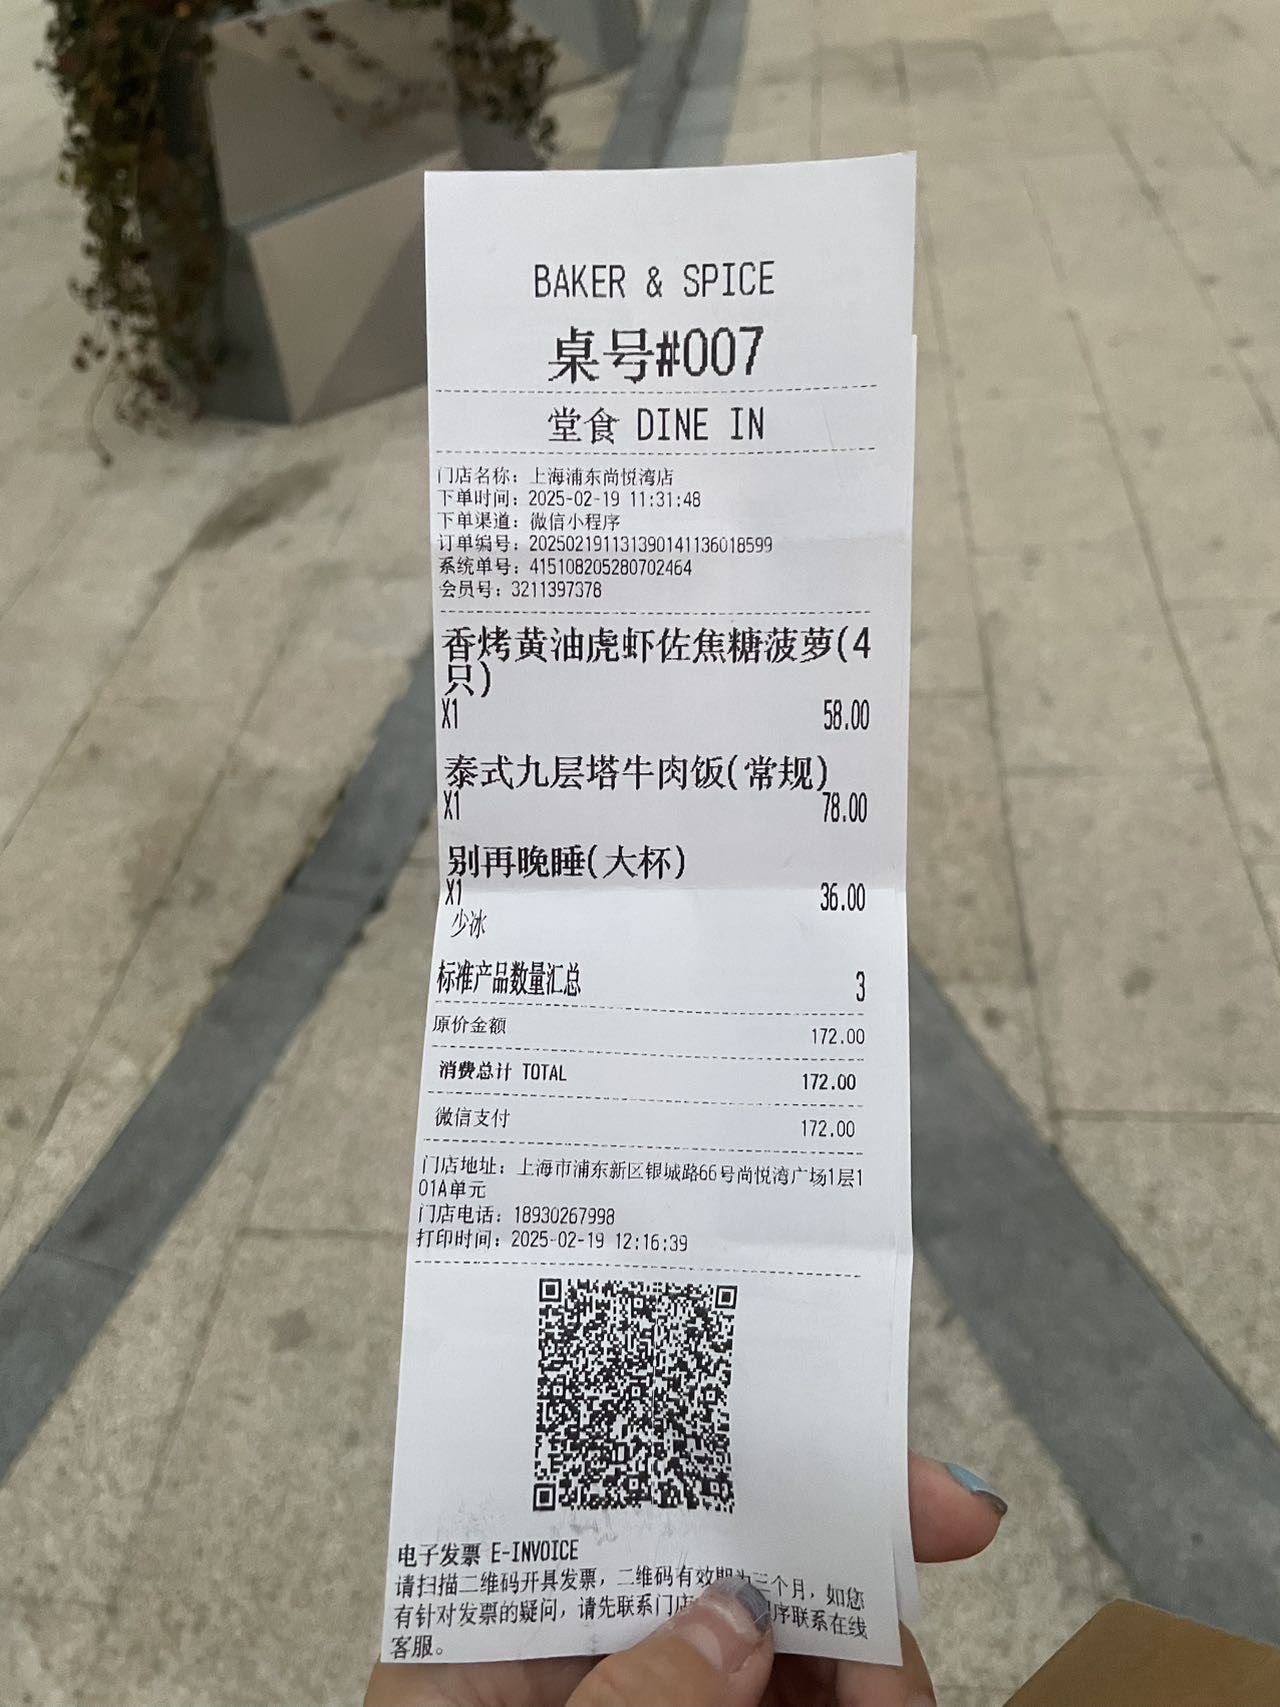 BAKER & SPICE
桌号#007
堂食 DINE IN
门店名称：上海浦东尚悦湾店
下单时间：2025-02-19 11:31:48
下单渠道：微信小程序
订单编号：202502191131390141136018599
系统单号：415108205280702464
会员号：3211397378
香烤黄油虎虾佐焦糖菠萝(4
只)
X1 58.00
泰式九层塔牛肉饭(常规)
X1 78.00
别再晚睡(大杯)
X1 36.00
少冰
标准产品数量汇总 3
原价金额 172.00
消费总计 TOTAL 172.00
微信支付 172.00
门店地址：上海市浦东新区银城路66号尚悦湾广场1层1
01A单元
门店电话：18930267998
打印时间：2025-02-19 12:16:39
电子发票 E-INVOICE
请扫描二维码开具发票，二维码有效期为三个月，如您
有针对发票的疑问，请先联系门店 程序联系在线
客服。